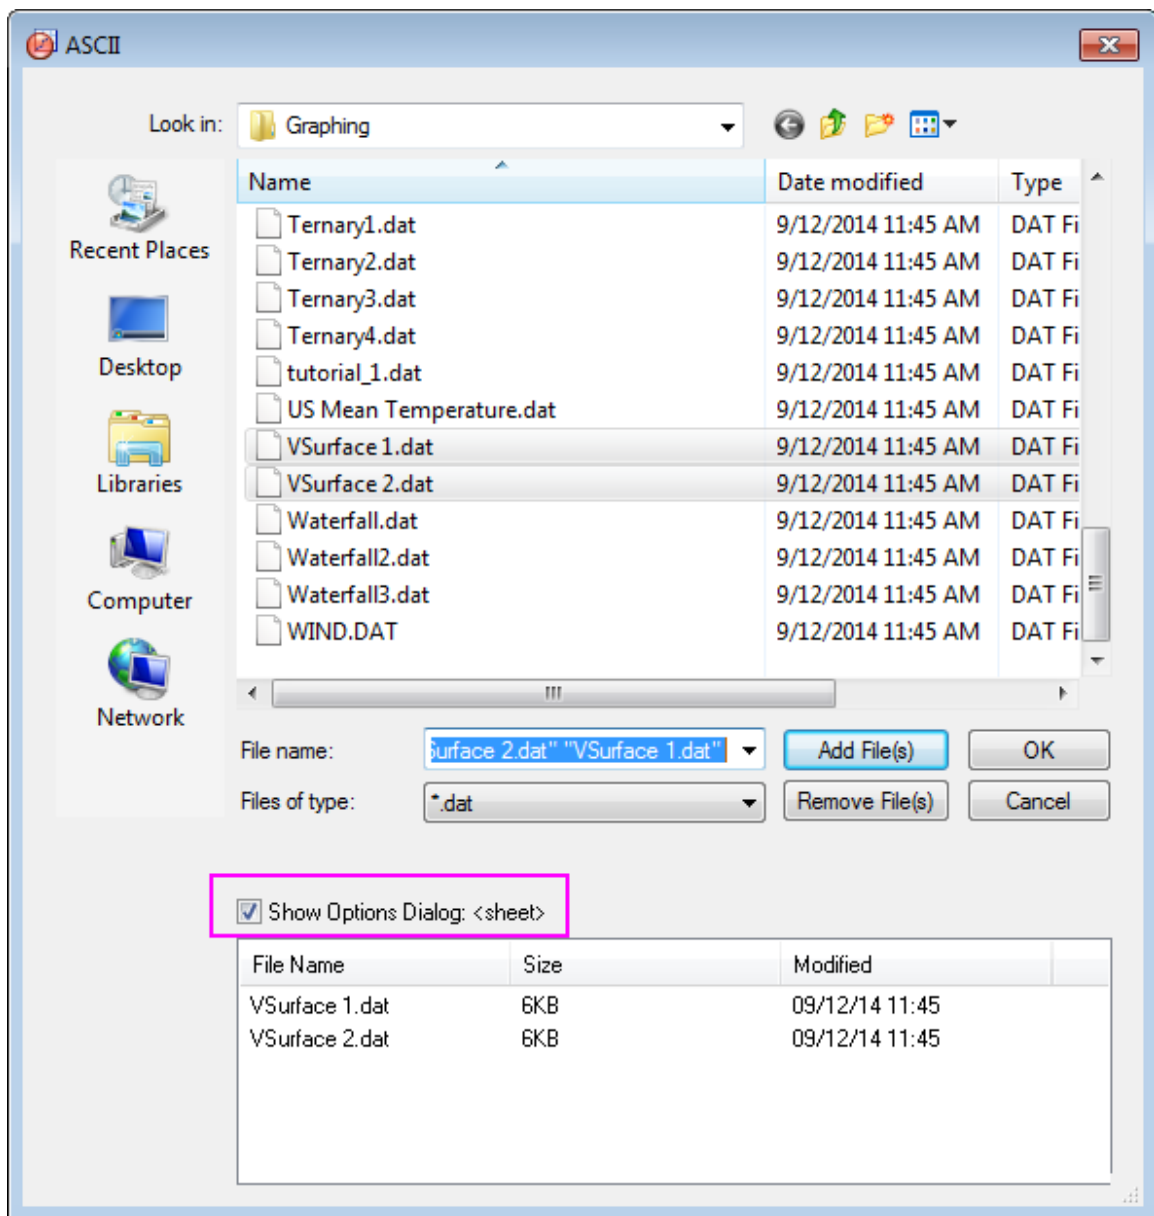 ASCII
Look in: Graphing
Name Date modified Type
Ternary1.dat 9/12/2014 11:45 AM DAT Fi
Ternary2.dat 9/12/2014 11:45 AM DAT Fi
Ternary3.dat 9/12/2014 11:45 AM DAT Fi
Ternary4.dat 9/12/2014 11:45 AM DAT Fi
tutorial_1.dat 9/12/2014 11:45 AM DAT Fi
US Mean Temperature.dat 9/12/2014 11:45 AM DAT Fi
VSurface 1.dat 9/12/2014 11:45 AM DAT Fi
VSurface 2.dat 9/12/2014 11:45 AM DAT Fi
Waterfall.dat 9/12/2014 11:45 AM DAT Fi
Waterfall2.dat 9/12/2014 11:45 AM DAT Fi
Waterfall3.dat 9/12/2014 11:45 AM DAT Fi
WIND.DAT 9/12/2014 11:45 AM DAT Fi
Recent Places
Desktop
Libraries
Computer
Network
File name: Surface 2.dat" "VSurface 1.dat" Add File(s) OK
Files of type: *.dat Remove File(s) Cancel
Show Options Dialog: <sheet>
File Name Size Modified
VSurface 1.dat 6KB 09/12/14 11:45
VSurface 2.dat 6KB 09/12/14 11:45